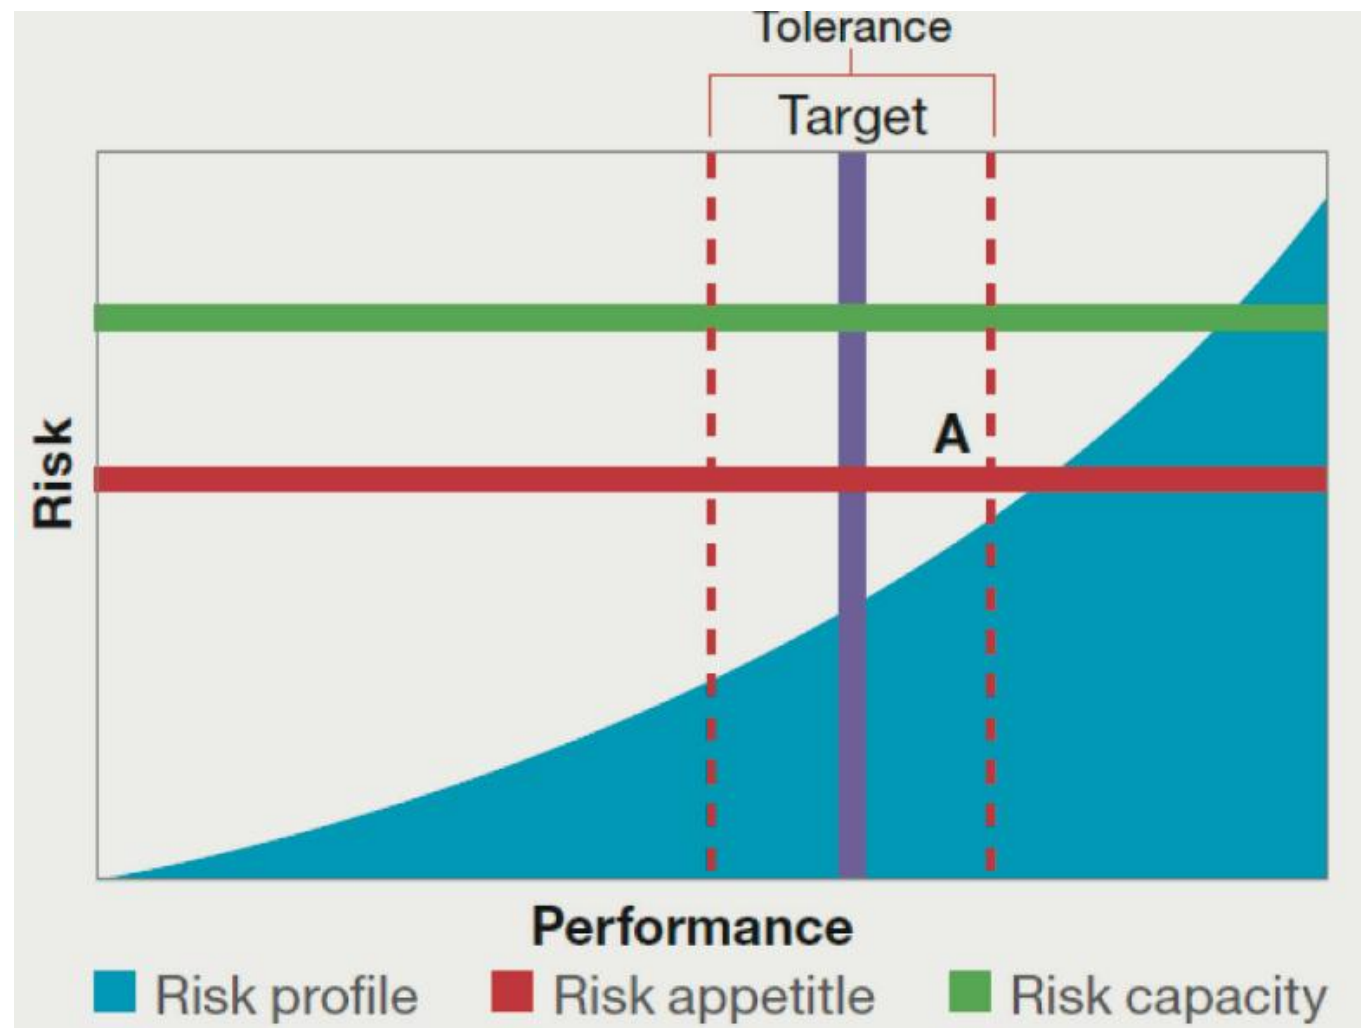 Tolerance
Target
A
Risk
Performance
Risk profile Risk appetitle Risk capacity